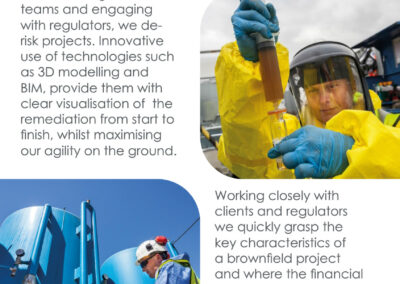 teams and engaging
with regulators, we de-
risk projects. Innovative
use of technologies such
as 3D modelling and
BIM, provide them with
clear visualisation of the
remediation from start to
finish, whilst maximising
our agility on the ground.
Working closely with
clients and regulators
we quickly grasp the
key characteristics of
a brownfield project
and where the financial